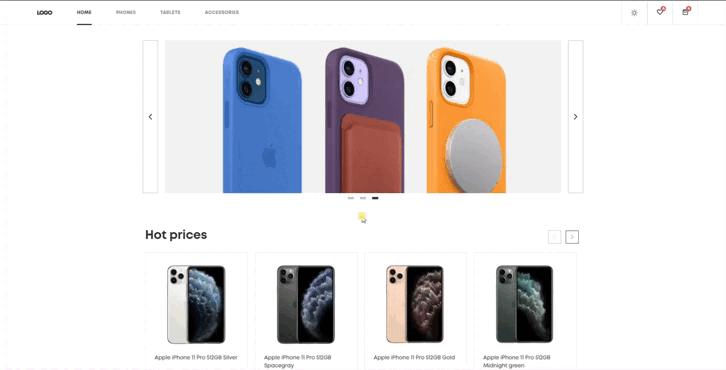 LOGO
HOME
PHONES
TABLETS
ACCESSORIES
Hot prices
Apple iPhone 11 Pro 512GB Silver
Apple iPhone 11 Pro 512GB
Spacegray
Apple iPhone 11 Pro 512GB Gold
Apple iPhone 11 Pro 512GB
Midnight green